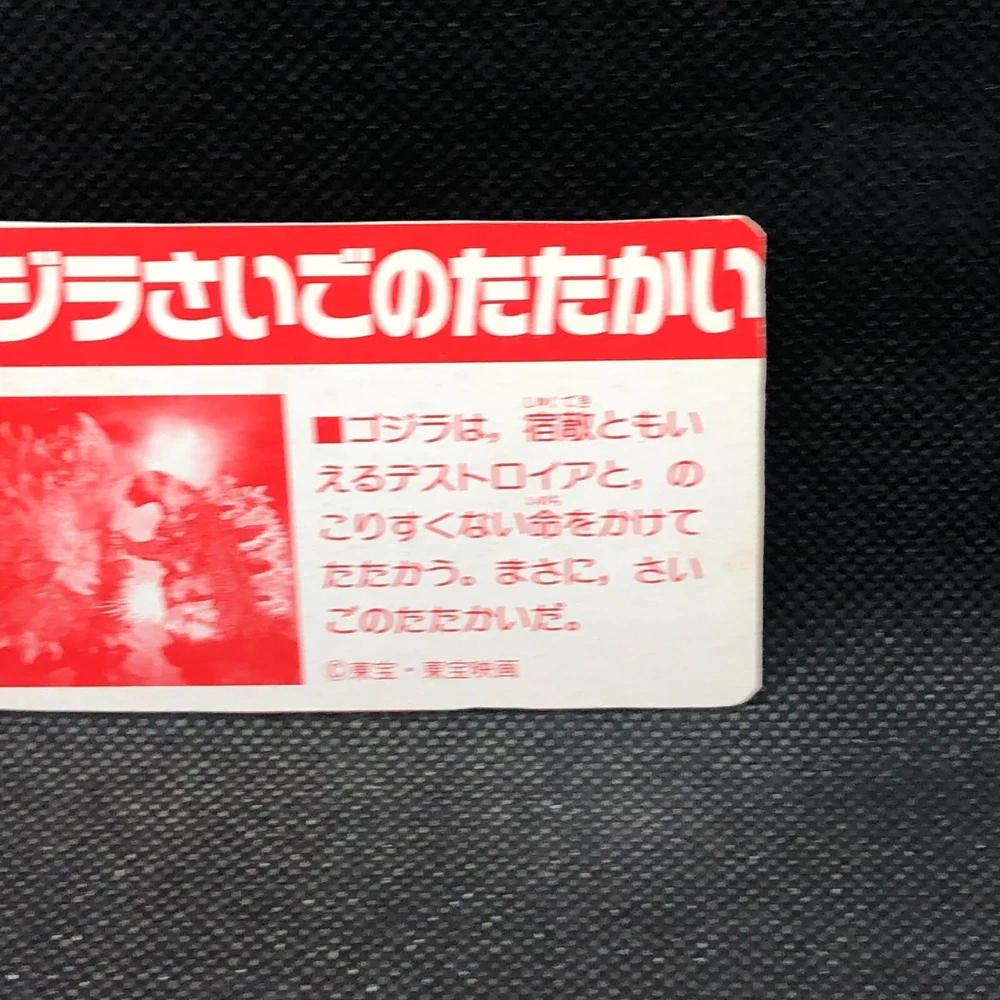 ジラさいごのたたかい
■ゴジラは，宿敵ともい
えるデストロイアと，の
こりすくない命をかけて
たたかう。まさに，さい
ごのたたかいだ。
©東宝・東宝映画